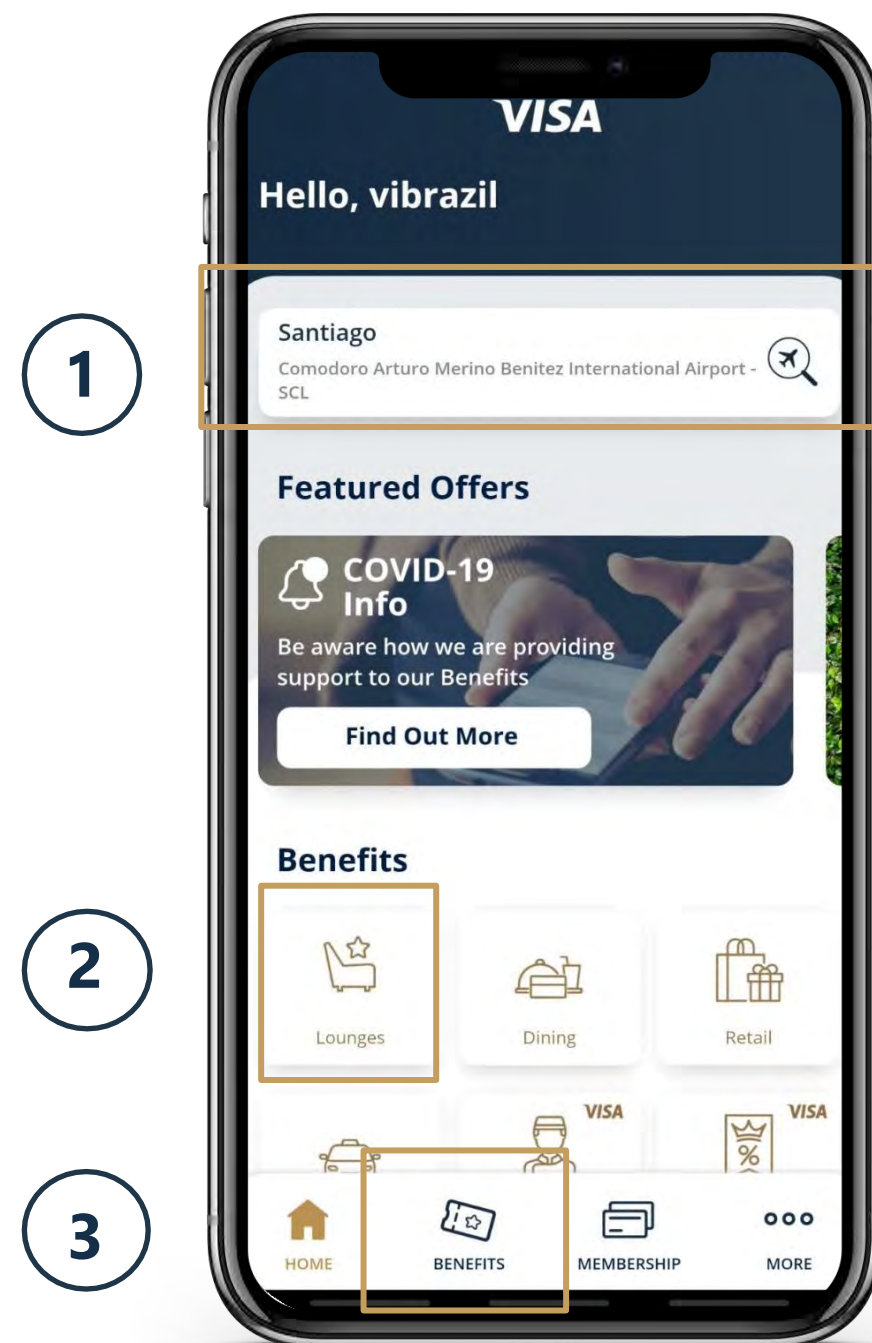 VISA
Hello, vibrazil
1
Santiago
Comodoro Arturo Merino Benitez International Airport -
SCL
Featured Offers
COVID-19
Info
Be aware how we are providing
support to our Benefits
Find Out More
Benefits
2
Lounges
Dining
Retail
VISA
VISA
%
3
HOME
BENEFITS
MEMBERSHIP
MORE